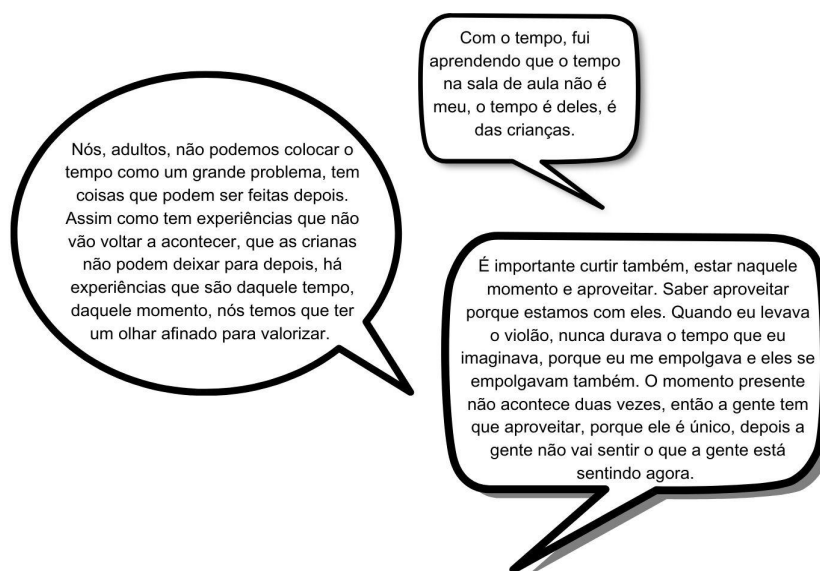 Com o tempo, fui
aprendendo que o tempo
na sala de aula não é
meu, o tempo é deles, é
das crianças.
Nós, adultos, não podemos colocar o
tempo como um grande problema, tem
coisas que podem ser feitas depois.
Assim como tem experiências que não
vão voltar a acontecer, que as crianas
não podem deixar para depois, há
experiências que são daquele tempo,
daquele momento, nós temos que ter
um olhar afinado para valorizar.
É importante curtir também, estar naquele
momento e aproveitar. Saber aproveitar
porque estamos com eles. Quando eu levava
o violão, nunca durava o tempo que eu
imaginava, porque eu me empolgava e eles se
empolgavam também. O momento presente
não acontece duas vezes, então a gente tem
que aproveitar, porque ele é único, depois a
gente não vai sentir o que a gente está
sentindo agora.